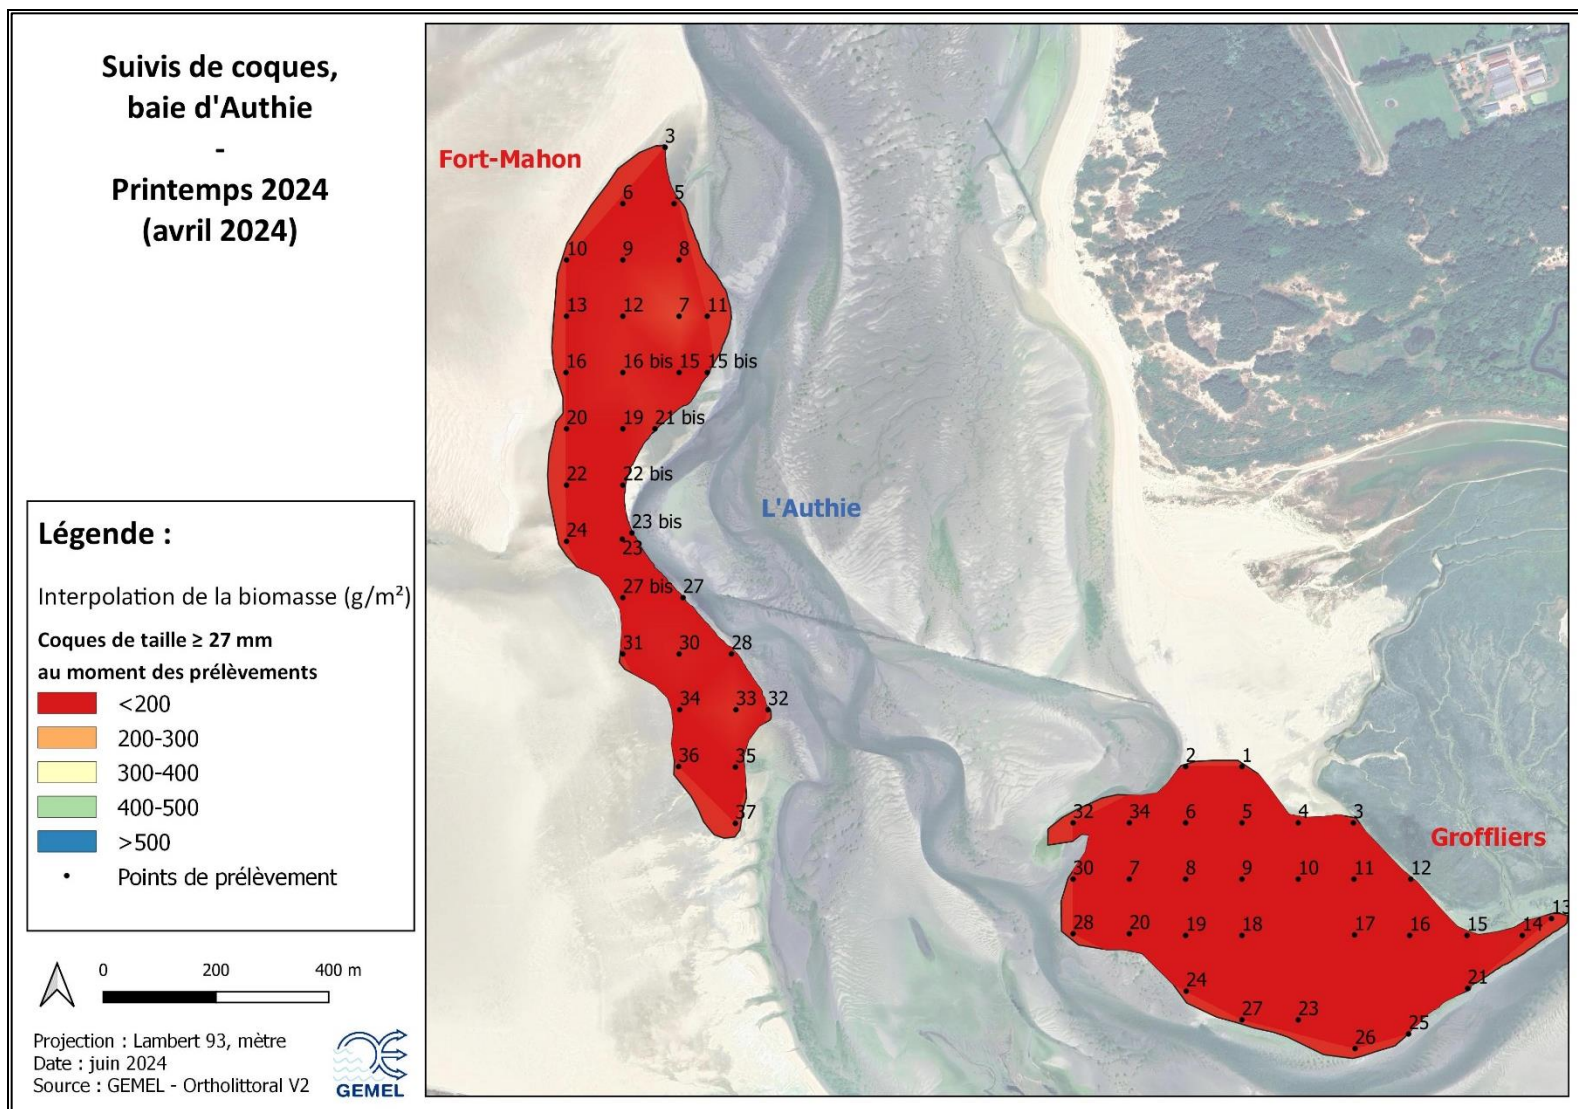 Suivis de coques,
baie d'Authie
-
Printemps 2024
(avril 2024)
Légende :
Interpolation de la biomasse (g/m²)
Coques de taille ≥ 27 mm
au moment des prélèvements
<200
200-300
300-400
400-500
>500
Points de prélèvement
0 200 400 m
Projection : Lambert 93, mètre
Date : juin 2024
Source : GEMEL - Ortholittoral V2
GEMEL
Fort-Mahon
3
6 5
10 9 8
13 12 7 11
16 16 bis 15 15 bis
20 19 21 bis
22 22 bis
23 bis
24 23
27 bis 27
31 30 28
34 33 32
36 35
37
L'Authie
Groffliers
2 1
32 34 6 5 4 3
30 7 8 9 10 11 12
13
28 20 19 18 17 16 15 14
24 21
27 23 25
26